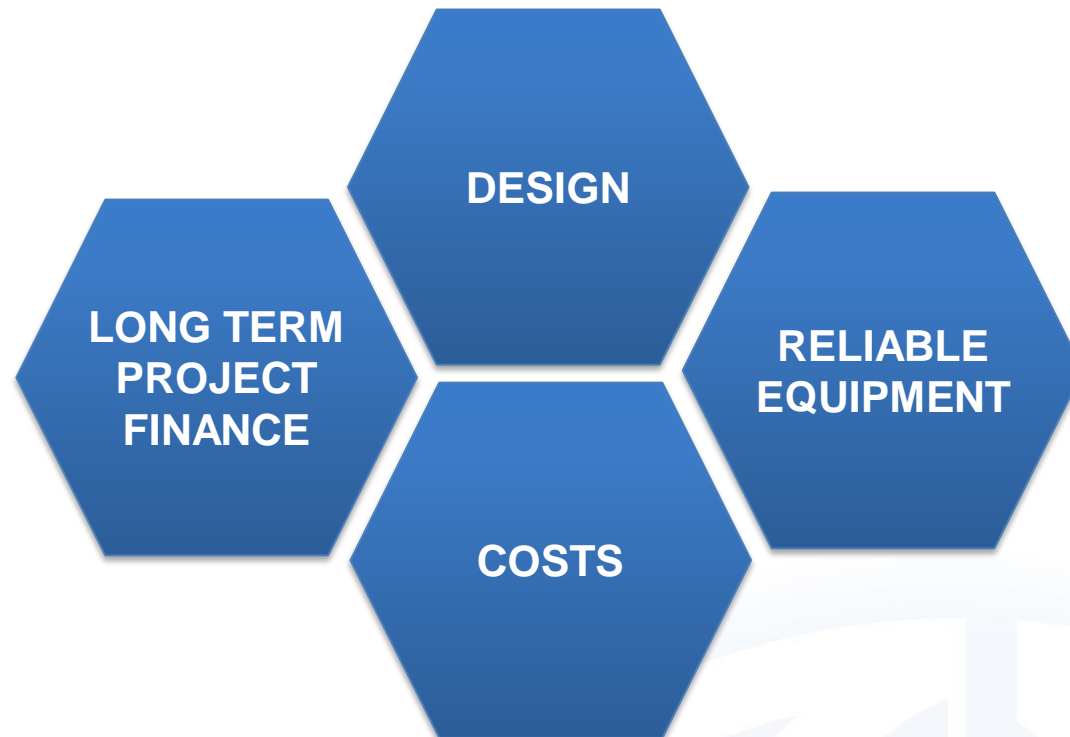 DESIGN
LONG TERM
PROJECT
FINANCE
RELIABLE
EQUIPMENT
COSTS